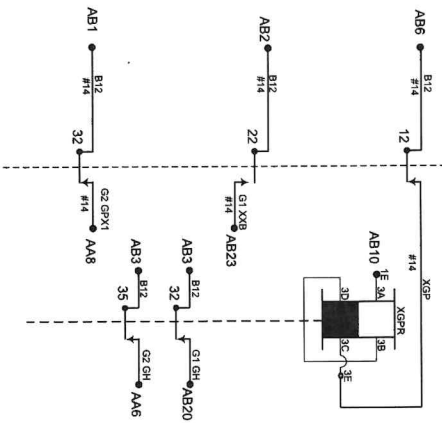 AB1
B12
#14
32
G2 GPX1
#14
AA8
AB2
B12
#14
22
G1 XXB
#14
AB23
AB6
B12
#14
12
XGP
#14
AB3
B12
35
G2 GH
AA6
AB3
B12
32
G1 GH
AB20
AB10
1E
3A
3D
XGPR
3B
3C
3E